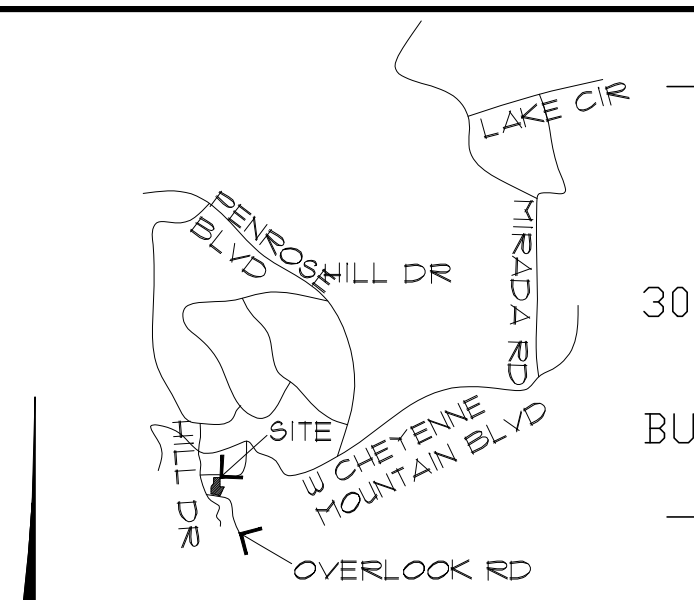 LAKE CIR
PENROSE
BLVD
HILL DR
MIRADA RD
30
BU
W CHEYENNE
MOUNTAIN BLVD
SITE
HILL DR
OVERLOOK RD